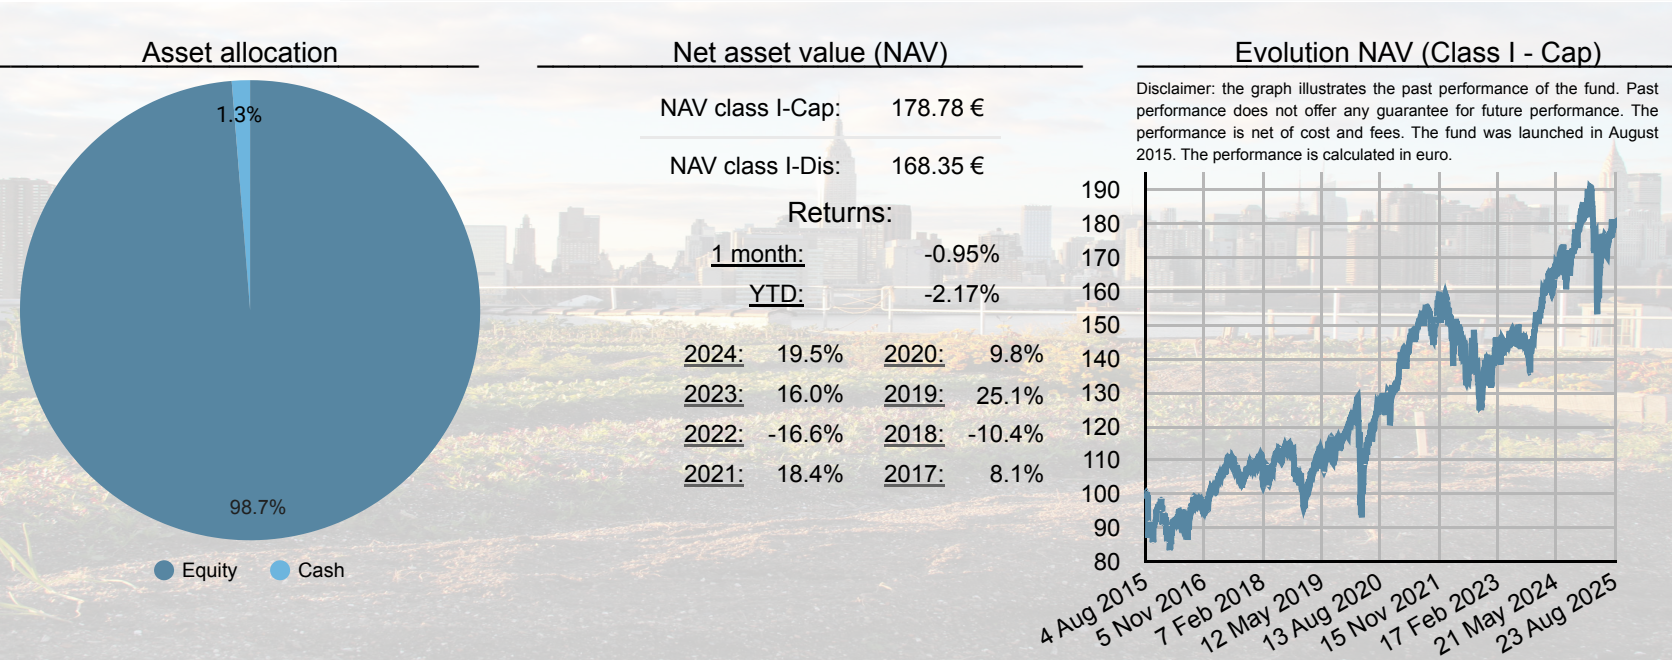 Asset allocation
1.3%
98.7%
Equity
Cash
Net asset value (NAV)
NAV class I-Cap: 178.78 €
NAV class I-Dis: 168.35 €
Returns:
1 month: -0.95%
YTD: -2.17%
2024: 19.5% 2020: 9.8%
2023: 16.0% 2019: 25.1%
2022: -16.6% 2018: -10.4%
2021: 18.4% 2017: 8.1%
Evolution NAV (Class I - Cap)
Disclaimer: the graph illustrates the past performance of the fund. Past
performance does not offer any guarantee for future performance. The
performance is net of cost and fees. The fund was launched in August
2015. The performance is calculated in euro.
190
180
170
160
150
140
130
120
110
100
90
80
4 Aug 2015
5 Nov 2016
7 Feb 2018
12 May 2019
13 Aug 2020
15 Nov 2021
17 Feb 2023
21 May 2024
23 Aug 2025